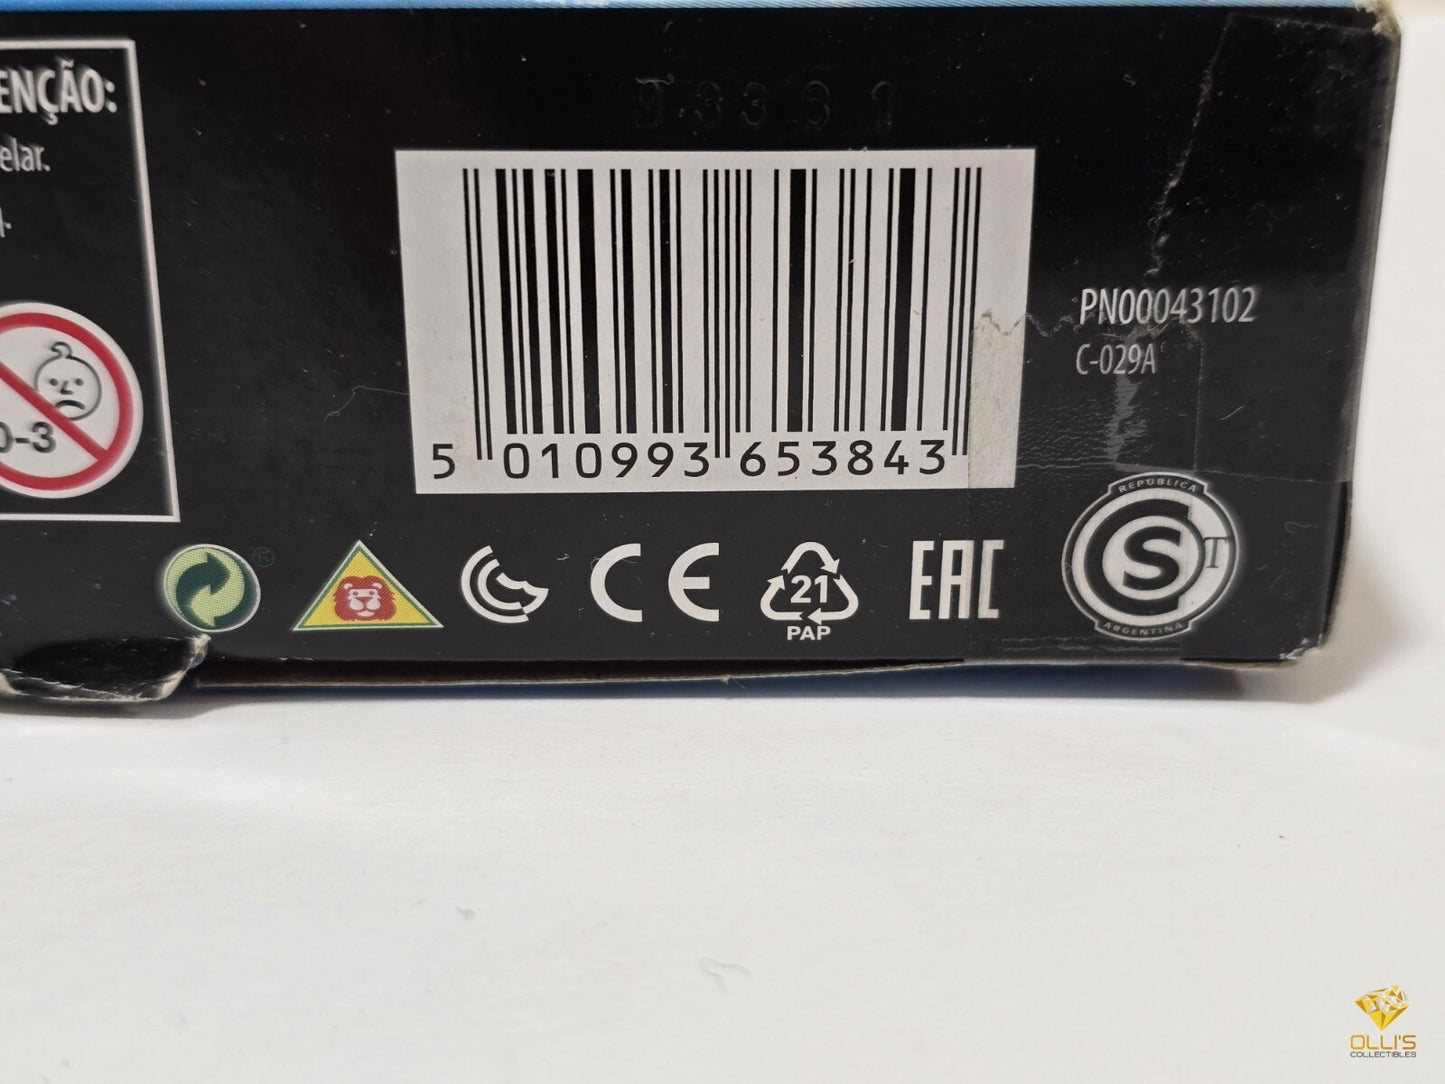 ENÇÃO:
elar.
93361
PN00043102
C-029A
0-3
5 010993 653843
REPUBLICA
S T
ARGENTINA
CE
21
PAP
EAC
OLLI'S
COLLECTIBLES